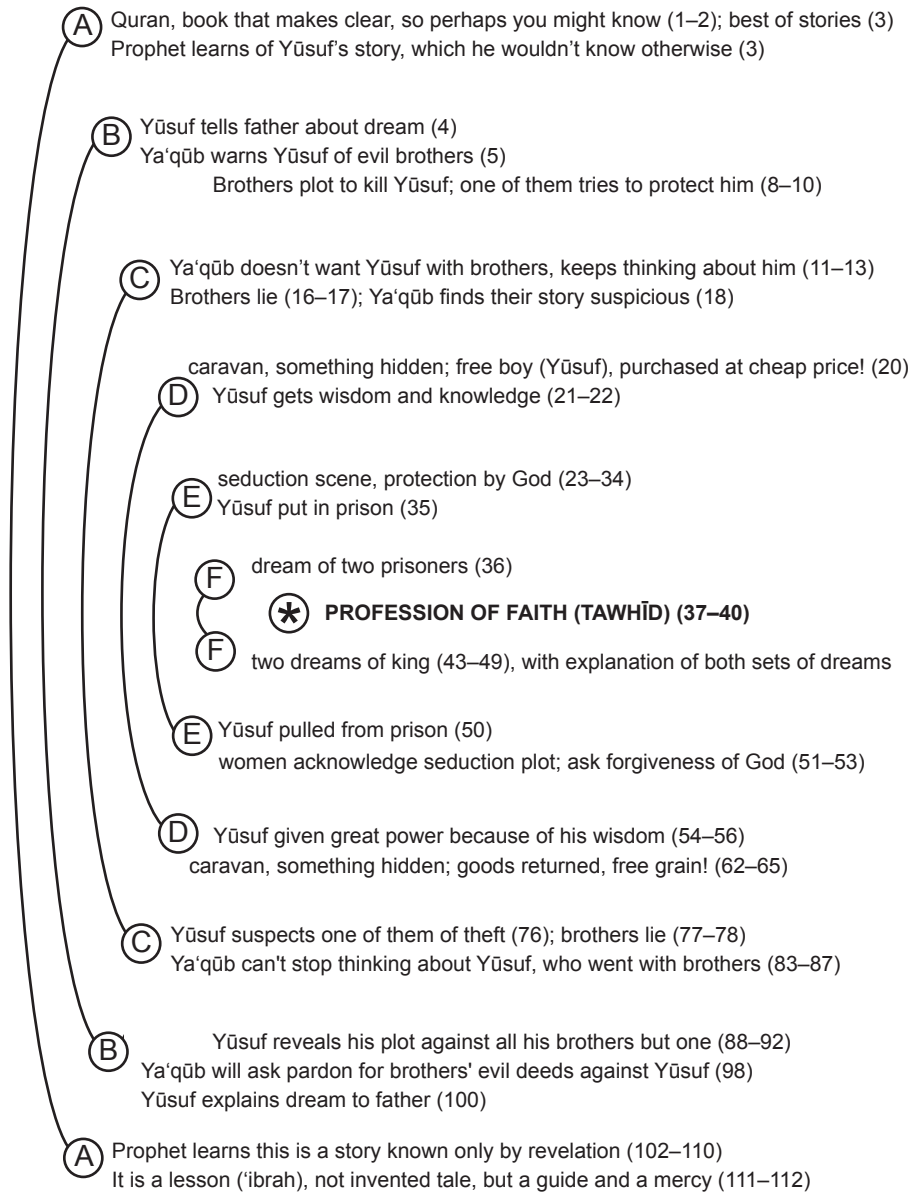 A Quran, book that makes clear, so perhaps you might know (1–2); best of stories (3)
Prophet learns of Yūsuf’s story, which he wouldn’t know otherwise (3)
B Yūsuf tells father about dream (4)
Ya‘qūb warns Yūsuf of evil brothers (5)
Brothers plot to kill Yūsuf; one of them tries to protect him (8–10)
C Ya‘qūb doesn’t want Yūsuf with brothers, keeps thinking about him (11–13)
Brothers lie (16–17); Ya‘qūb finds their story suspicious (18)
caravan, something hidden; free boy (Yūsuf), purchased at cheap price! (20)
D Yūsuf gets wisdom and knowledge (21–22)
E seduction scene, protection by God (23–34)
Yūsuf put in prison (35)
F dream of two prisoners (36)
* PROFESSION OF FAITH (TAWHĪD) (37–40)
F two dreams of king (43–49), with explanation of both sets of dreams
E Yūsuf pulled from prison (50)
women acknowledge seduction plot; ask forgiveness of God (51–53)
D Yūsuf given great power because of his wisdom (54–56)
caravan, something hidden; goods returned, free grain! (62–65)
C Yūsuf suspects one of them of theft (76); brothers lie (77–78)
Ya‘qūb can't stop thinking about Yūsuf, who went with brothers (83–87)
B Yūsuf reveals his plot against all his brothers but one (88–92)
Ya‘qūb will ask pardon for brothers' evil deeds against Yūsuf (98)
Yūsuf explains dream to father (100)
A Prophet learns this is a story known only by revelation (102–110)
It is a lesson (‘ibrah), not invented tale, but a guide and a mercy (111–112)